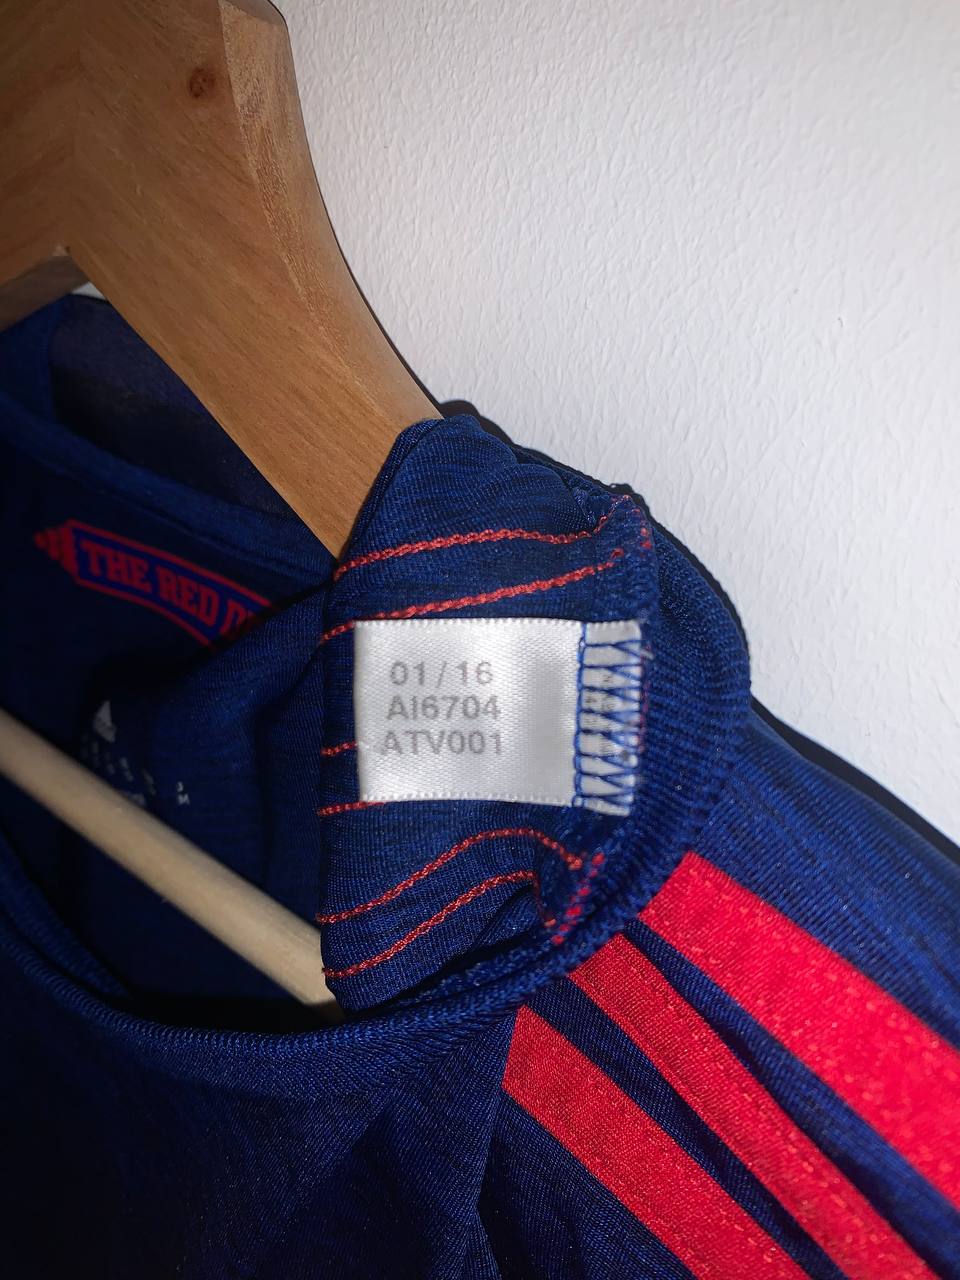 THE RED D
01/16
AI6704
ATV001
M